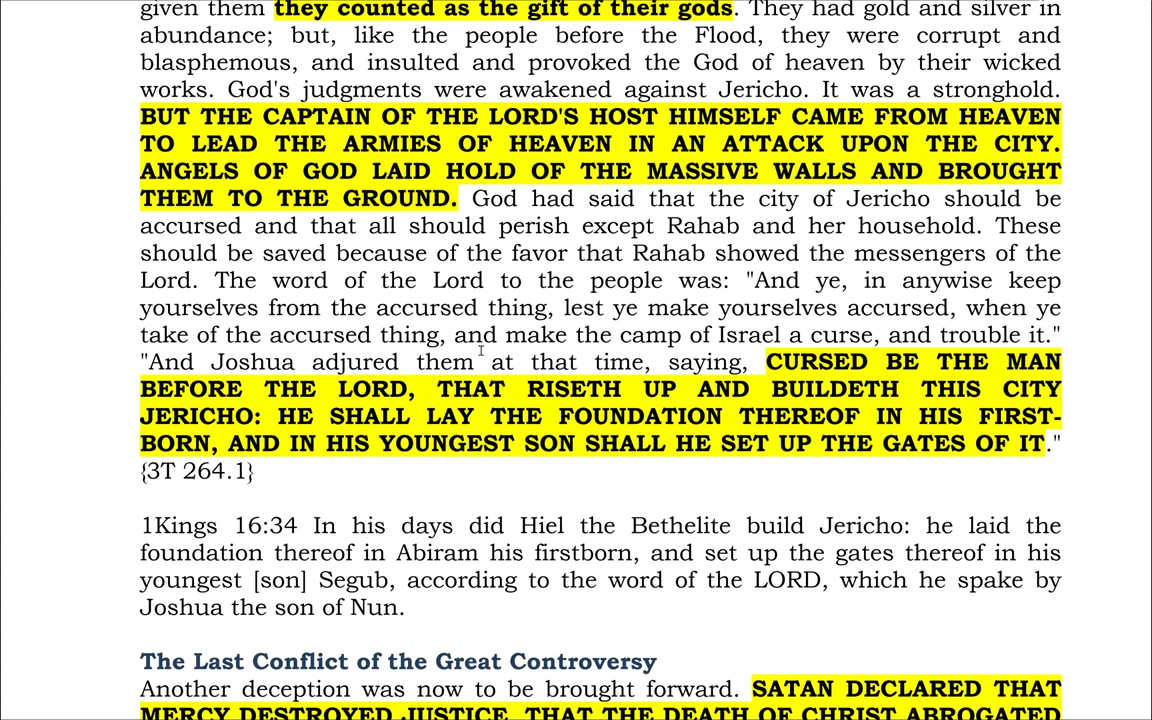 given them they counted as the gift of their gods. They had gold and silver in
abundance; but, like the people before the Flood, they were corrupt and
blasphemous, and insulted and provoked the God of heaven by their wicked
works. God's judgments were awakened against Jericho. It was a stronghold.
BUT THE CAPTAIN OF THE LORD'S HOST HIMSELF CAME FROM HEAVEN
TO LEAD THE ARMIES OF HEAVEN IN AN ATTACK UPON THE CITY.
ANGELS OF GOD LAID HOLD OF THE MASSIVE WALLS AND BROUGHT
THEM TO THE GROUND. God had said that the city of Jericho should be
accursed and that all should perish except Rahab and her household. These
should be saved because of the favor that Rahab showed the messengers of the
Lord. The word of the Lord to the people was: "And ye, in anywise keep
yourselves from the accursed thing, lest ye make yourselves accursed, when ye
take of the accursed thing, and make the camp of Israel a curse, and trouble it."
"And Joshua adjured them at that time, saying, CURSED BE THE MAN
BEFORE THE LORD, THAT RISETH UP AND BUILDETH THIS CITY
JERICHO: HE SHALL LAY THE FOUNDATION THEREOF IN HIS FIRST-
BORN, AND IN HIS YOUNGEST SON SHALL HE SET UP THE GATES OF IT."
{3T 264.1}
1Kings 16:34 In his days did Hiel the Bethelite build Jericho: he laid the
foundation thereof in Abiram his firstborn, and set up the gates thereof in his
youngest [son] Segub, according to the word of the LORD, which he spake by
Joshua the son of Nun.
The Last Conflict of the Great Controversy
Another deception was now to be brought forward. SATAN DECLARED THAT
MERCY DESTROYED JUSTICE, THAT THE DEATH OF CHRIST ABROGATED